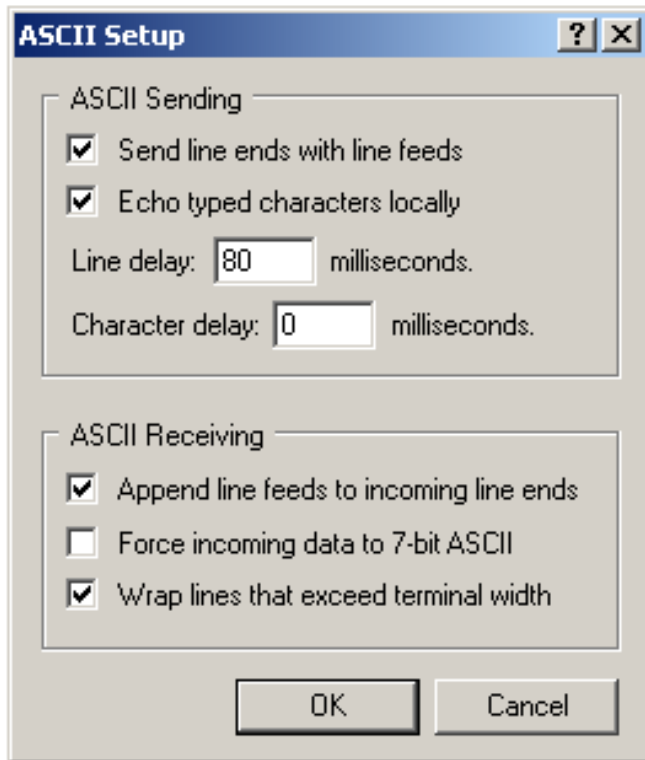 ASCII Setup
ASCII Sending
Send line ends with line feeds
Echo typed characters locally
Line delay: 80 milliseconds.
Character delay: 0 milliseconds.
ASCII Receiving
Append line feeds to incoming line ends
Force incoming data to 7-bit ASCII
Wrap lines that exceed terminal width
OK Cancel